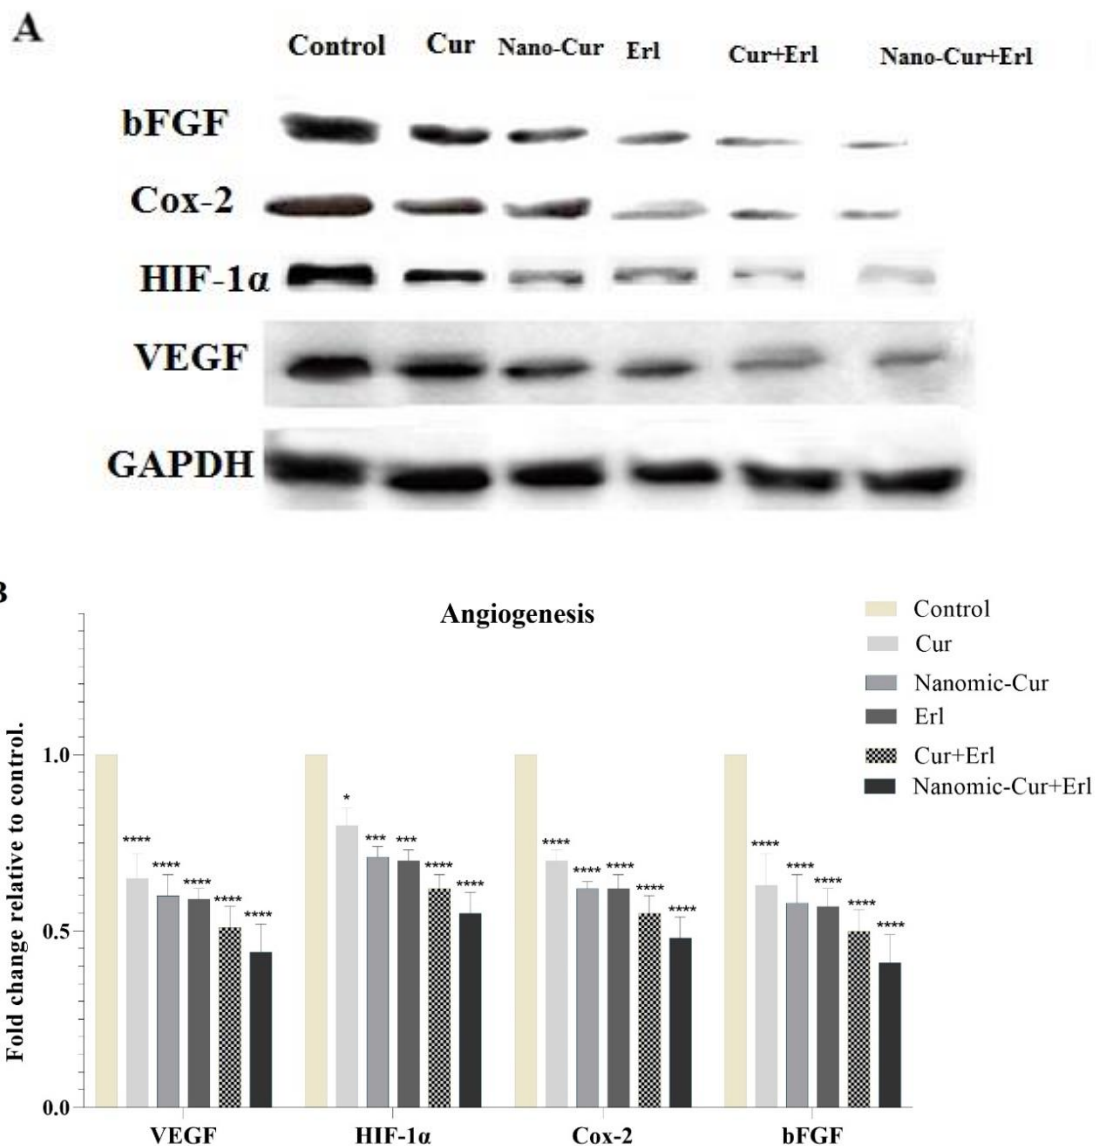 A
Control Cur Nano-Cur Erl Cur+Erl Nano-Cur+Erl
bFGF
Cox-2
HIF-1α
VEGF
GAPDH
B
Angiogenesis
Control
Cur
Nanomic-Cur
Erl
Cur+Erl
Nanomic-Cur+Erl
Fold change relative to control.
1.0
0.5
0.0
**** **** **** **** ****
* *** *** **** ****
**** **** **** **** ****
**** **** **** **** ****
VEGF HIF-1α Cox-2 bFGF